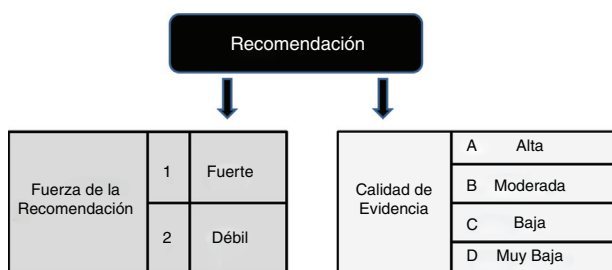 Recomendación
Fuerza de la
Recomendación
1 Fuerte
2 Débil
Calidad de
Evidencia
A Alta
B Moderada
C Baja
D Muy Baja